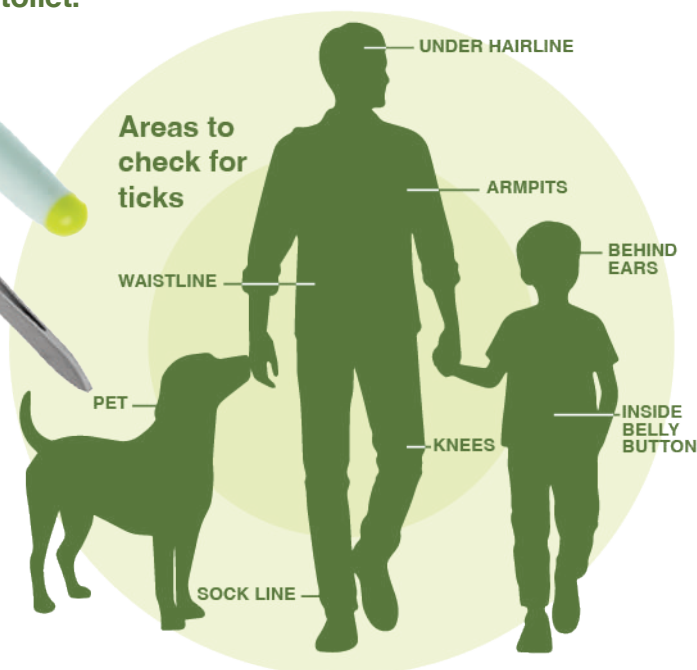 toilet.
UNDER HAIRLINE
Areas to
check for
ticks
ARMPITS
BEHIND
EARS
WAISTLINE
PET
INSIDE
BELLY
BUTTON
KNEES
SOCK LINE